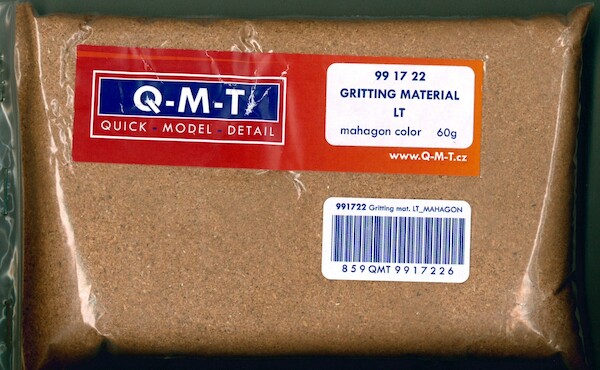 Q-M-T
QUICK - MODEL - DETAIL
99 17 22
GRITTING MATERIAL
LT
mahagon color 60g
www.Q-M-T.cz
991722 Gritting mat. LT_MAHAGON
859QMT9917226